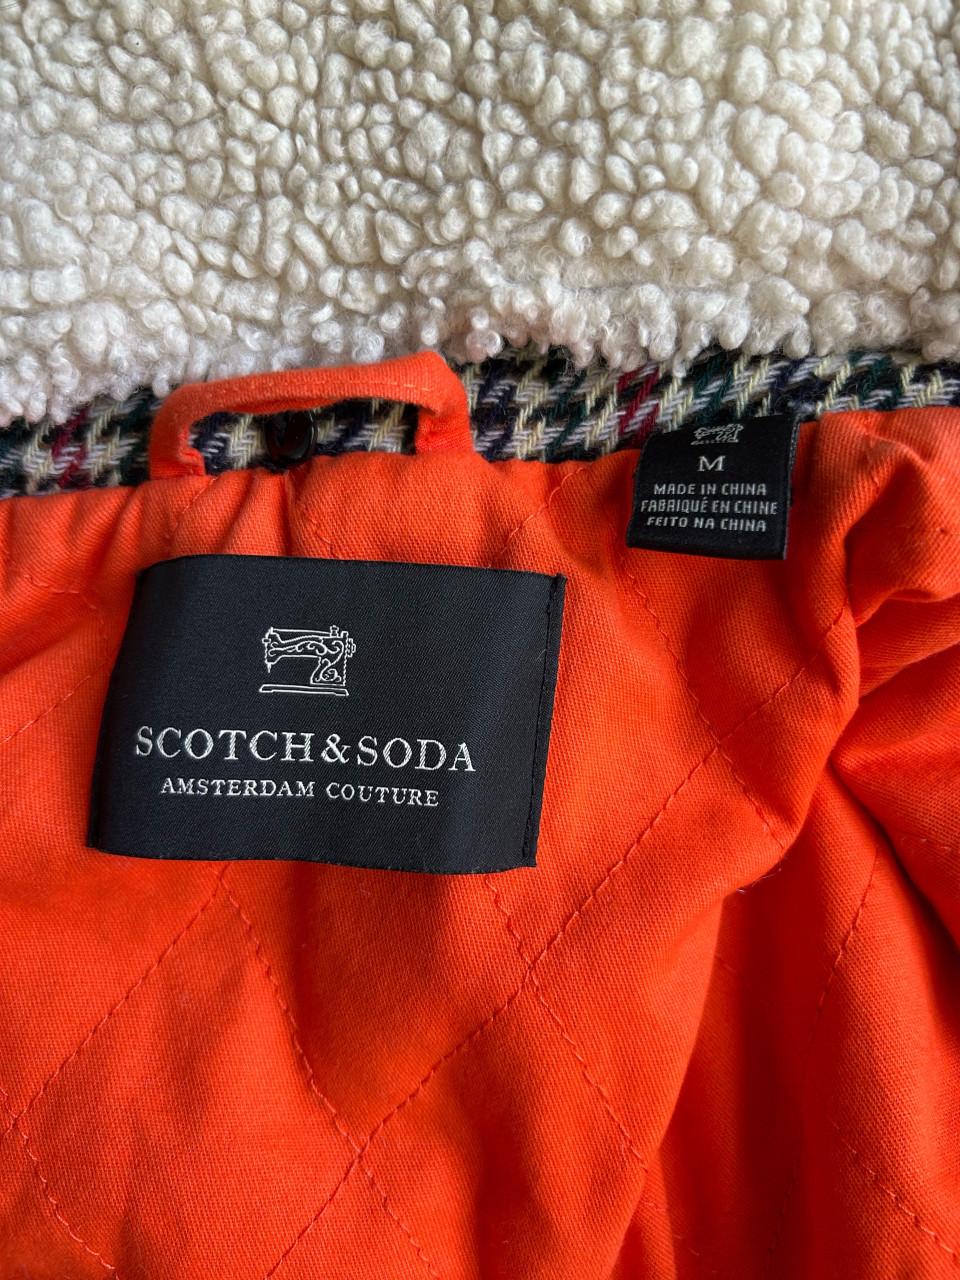 M
MADE IN CHINA
FABRIQUÉ EN CHINE
FEITO NA CHINA
SCOTCH & SODA
AMSTERDAM COUTURE